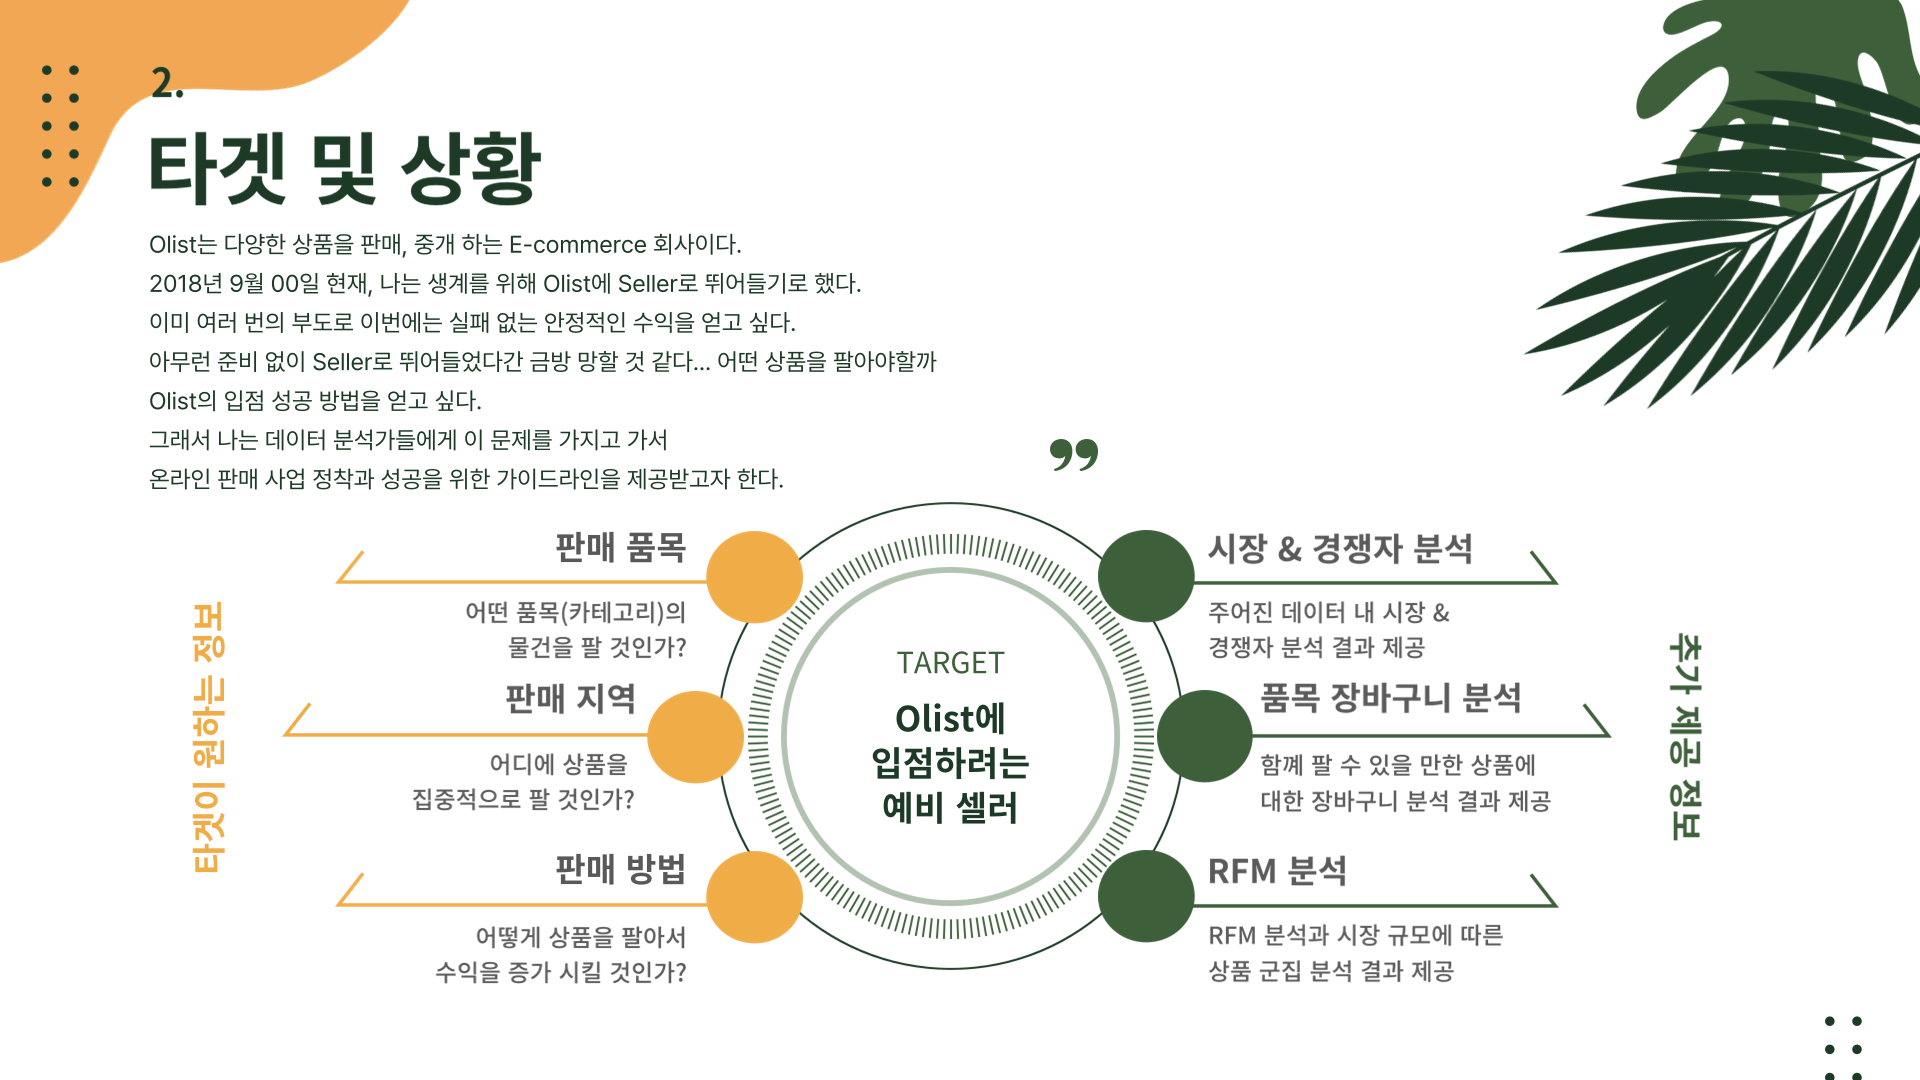 2.
타겟 및 상황
Olist는 다양한 상품을 판매, 중개 하는 E-commerce 회사이다.
2018년 9월 00일 현재, 나는 생계를 위해 Olist에 Seller로 뛰어들기로 했다.
이미 여러 번의 부도로 이번에는 실패 없는 안정적인 수익을 얻고 싶다.
아무런 준비 없이 Seller로 뛰어들었다간 금방 망할 것 같다... 어떤 상품을 팔아야할까
Olist의 입점 성공 방법을 얻고 싶다.
그래서 나는 데이터 분석가들에게 이 문제를 가지고 가서
온라인 판매 사업 정착과 성공을 위한 가이드라인을 제공받고자 한다.
”
타겟이 원하는 정보
판매 품목
어떤 품목(카테고리)의
물건을 팔 것인가?
판매 지역
어디에 상품을
집중적으로 팔 것인가?
판매 방법
어떻게 상품을 팔아서
수익을 증가 시킬 것인가?
TARGET
Olist에
입점하려는
예비 셀러
시장 & 경쟁자 분석
주어진 데이터 내 시장 &
경쟁자 분석 결과 제공
품목 장바구니 분석
함꼐 팔 수 있을 만한 상품에
대한 장바구니 분석 결과 제공
RFM 분석
RFM 분석과 시장 규모에 따른
상품 군집 분석 결과 제공
추가 제공 정보